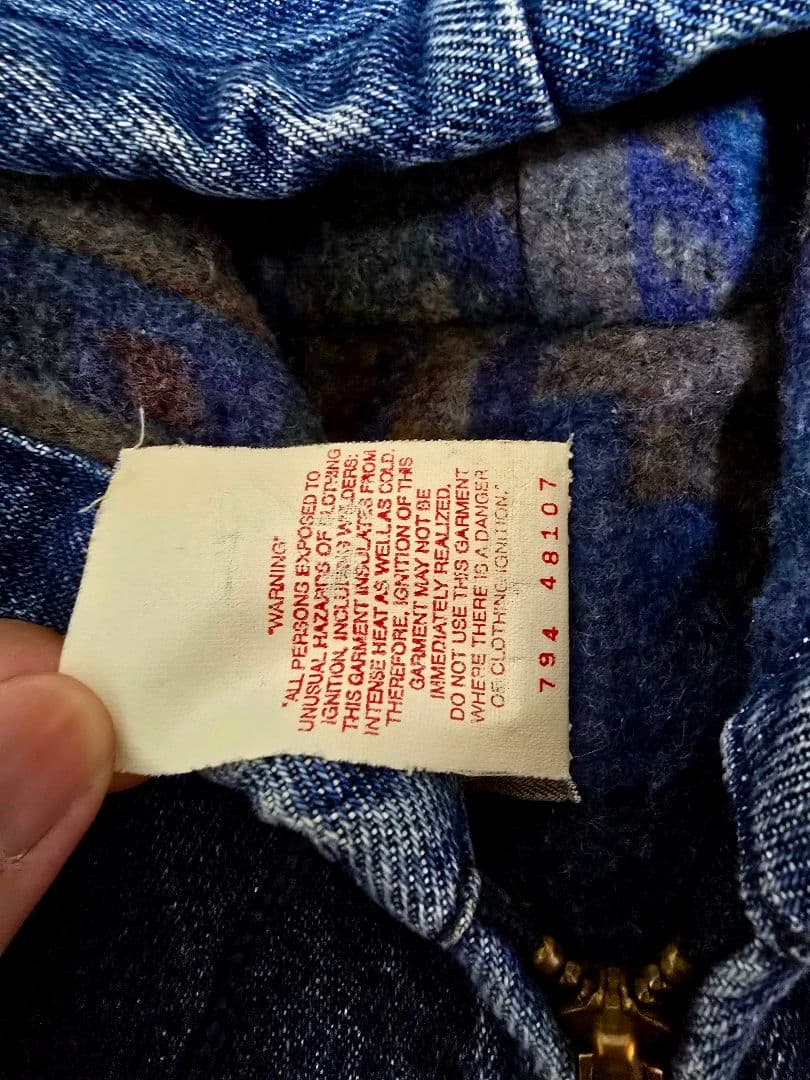 "WARNING"
"ALL PERSONS EXPOSED TO
UNUSUAL HAZARDS OF CLOTHING
IGNITION, INCLUDING WELDERS:
THIS GARMENT INSULATES FROM
INTENSE HEAT AS WELL AS COLD.
THEREFORE, IGNITION OF THIS
GARMENT MAY NOT BE
IMMEDIATELY REALIZED.
DO NOT USE THIS GARMENT
WHERE THERE IS A DANGER
OF CLOTHING IGNITION."
794 48107